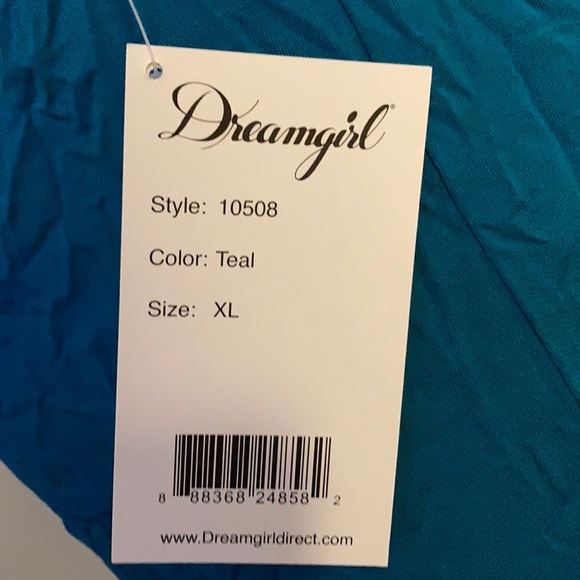 Dreamgirl®
Style: 10508
Color: Teal
Size: XL
8 88368 24858 2
www.Dreamgirldirect.com